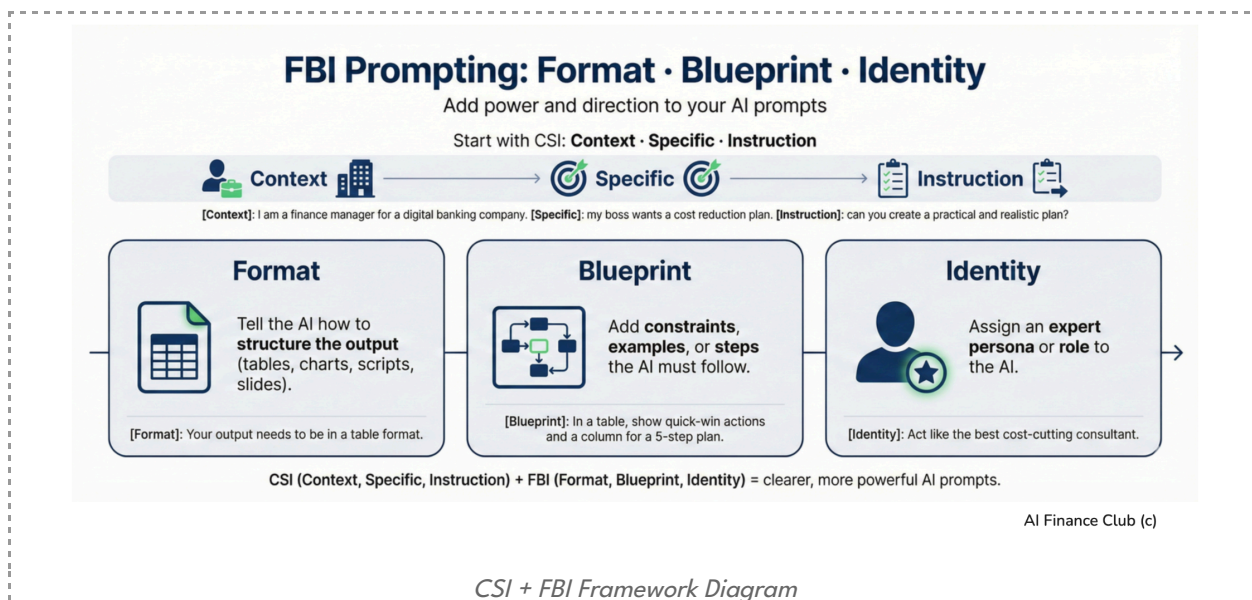 FBI Prompting: Format · Blueprint · Identity
Add power and direction to your AI prompts
Start with CSI: Context · Specific · Instruction
Context
Specific
Instruction
[Context]: I am a finance manager for a digital banking company. [Specific]: my boss wants a cost reduction plan. [Instruction]: can you create a practical and realistic plan?
Format
Tell the AI how to
structure the output
(tables, charts, scripts,
slides).
[Format]: Your output needs to be in a table format.
Blueprint
Add constraints,
examples, or steps
the AI must follow.
[Blueprint]: In a table, show quick-win actions
and a column for a 5-step plan.
Identity
Assign an expert
persona or role to
the AI.
[Identity]: Act like the best cost-cutting consultant.
CSI (Context, Specific, Instruction) + FBI (Format, Blueprint, Identity) = clearer, more powerful AI prompts.
AI Finance Club (c)
CSI + FBI Framework Diagram